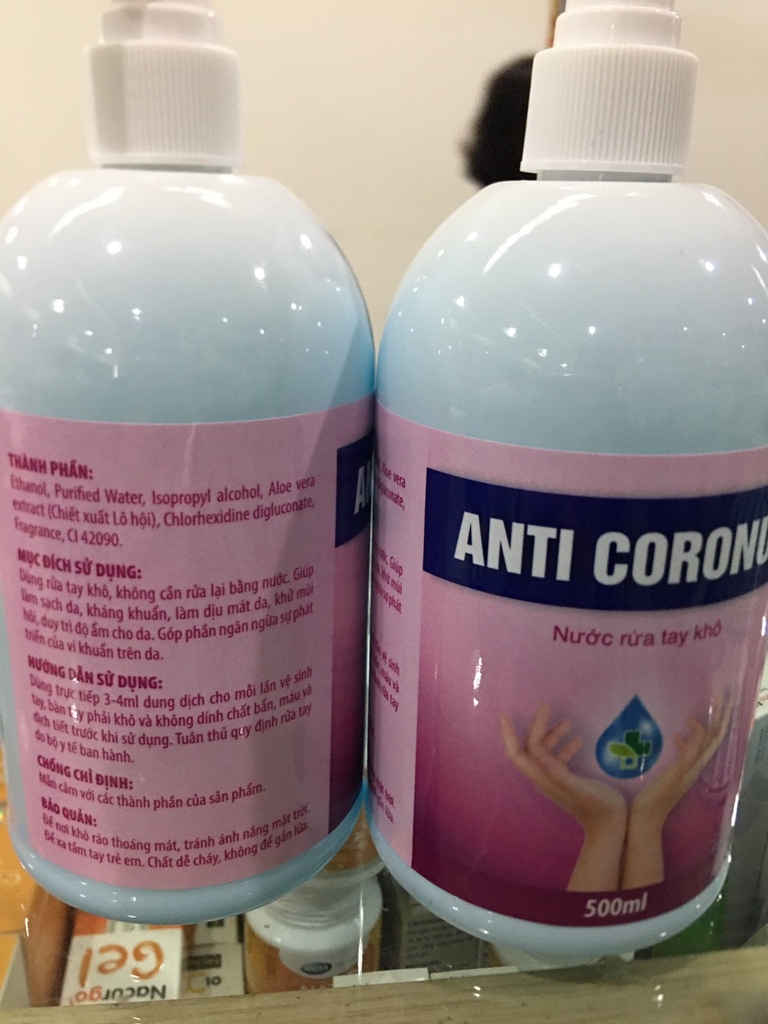 THÀNH PHẦN:
Ethanol, Purified Water, Isopropyl alcohol, Aloe vera
extract (Chiết xuất Lô hội), Chlorhexidine digluconate,
Fragrance, CI 42090.
MỤC ĐÍCH SỬ DỤNG:
Dùng rửa tay khô, không cần rửa lại bằng nước. Giúp
làm sạch da, kháng khuẩn, làm dịu mát da, khử mùi
hôi, duy trì độ ẩm cho da. Góp phần ngăn ngừa sự phát
triển của vi khuẩn trên da.
HƯỚNG DẪN SỬ DỤNG:
Dùng trực tiếp 3-4ml dung dịch cho mỗi lần vệ sinh
tay, bàn tay phải khô và không dính chất bẩn, máu và
dịch tiết trước khi sử dụng. Tuân thủ quy định rửa tay
do bộ y tế ban hành.
CHỐNG CHỈ ĐỊNH:
Mẫn cảm với các thành phần của sản phẩm.
BẢO QUẢN:
Để nơi khô ráo thoáng mát, tránh ánh nắng mặt trời.
Để xa tầm tay trẻ em. Chất dễ cháy, không để gần lửa.
ANTI CORONU
Nước rửa tay khô
500ml
Gel
Nacurgo